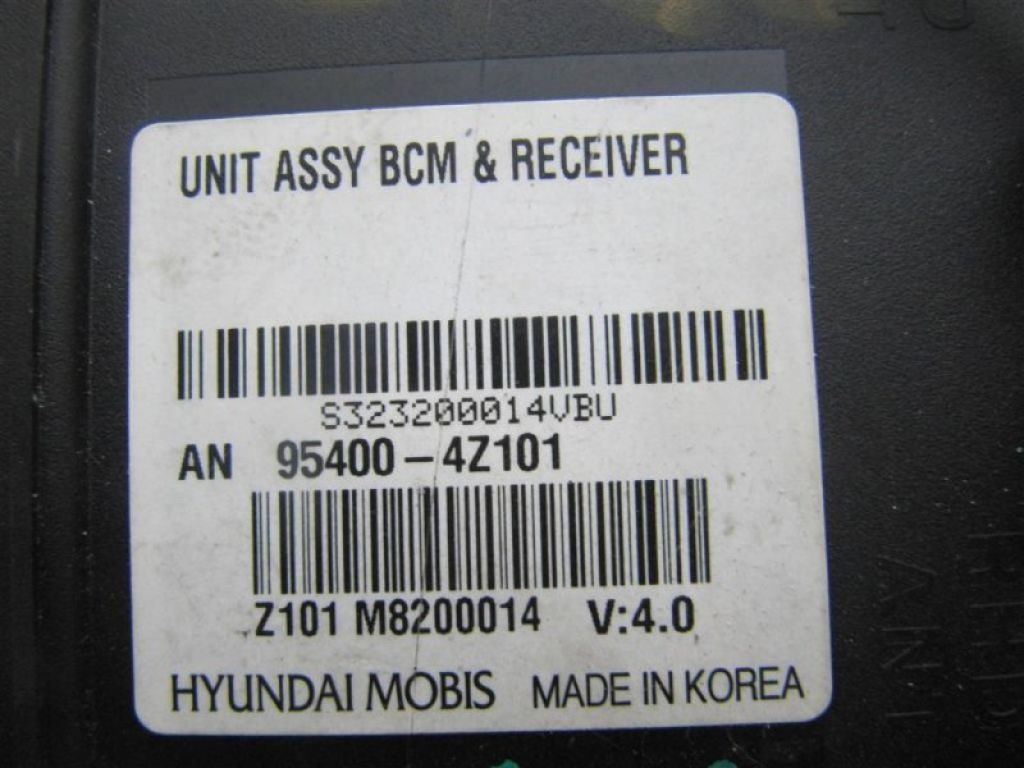 UNIT ASSY BCM & RECEIVER
S323200014VBU
AN 95400-4Z101
Z101 M8200014 V:4.0
HYUNDAI MOBIS MADE IN KOREA